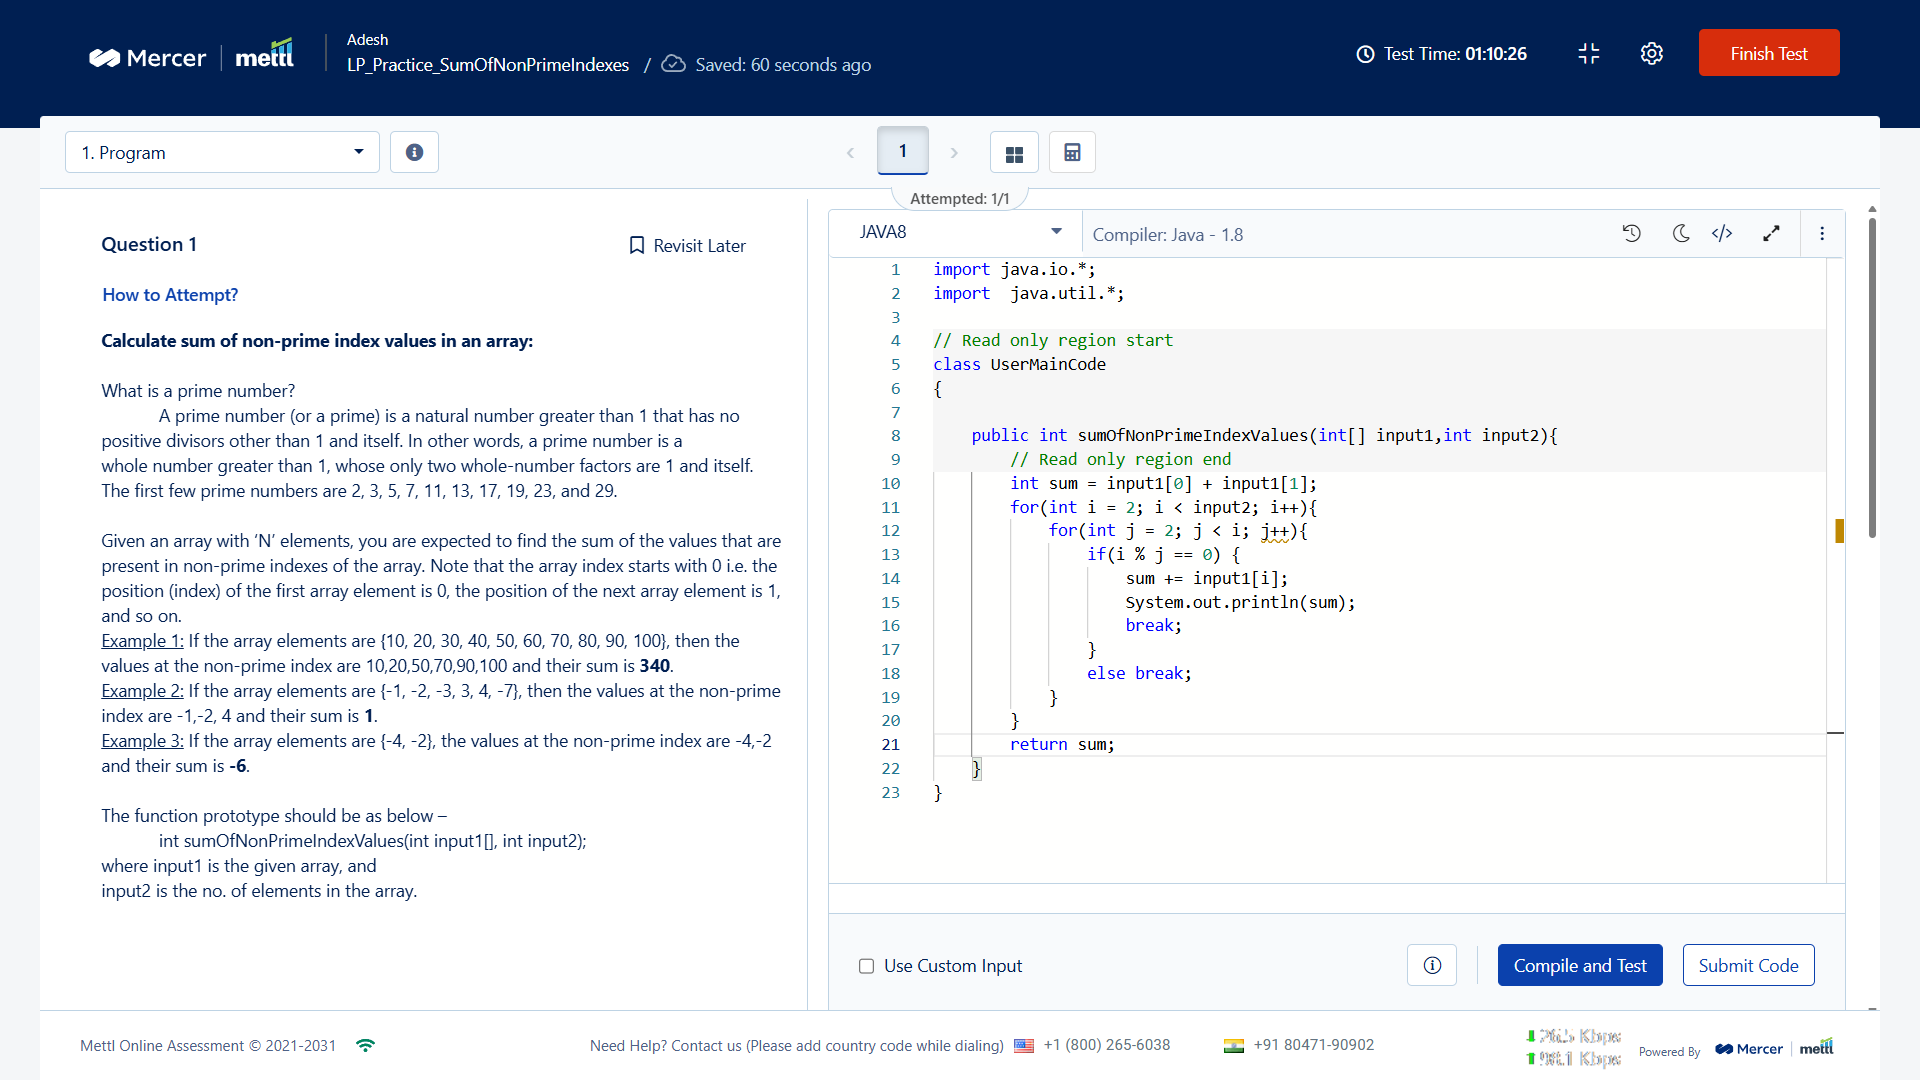 Mercer | mettl
Adesh
LP_Practice_SumOfNonPrimeIndexes / Saved: 60 seconds ago
Test Time: 01:10:26
Finish Test
1. Program
1
Attempted: 1/1
Question 1
Revisit Later
How to Attempt?
Calculate sum of non-prime index values in an array:
What is a prime number?
A prime number (or a prime) is a natural number greater than 1 that has no
positive divisors other than 1 and itself. In other words, a prime number is a
whole number greater than 1, whose only two whole-number factors are 1 and itself.
The first few prime numbers are 2, 3, 5, 7, 11, 13, 17, 19, 23, and 29.
Given an array with ‘N’ elements, you are expected to find the sum of the values that are
present in non-prime indexes of the array. Note that the array index starts with 0 i.e. the
position (index) of the first array element is 0, the position of the next array element is 1,
and so on.
Example 1: If the array elements are {10, 20, 30, 40, 50, 60, 70, 80, 90, 100}, then the
values at the non-prime index are 10,20,50,70,90,100 and their sum is 340.
Example 2: If the array elements are {-1, -2, -3, 3, 4, -7}, then the values at the non-prime
index are -1,-2, 4 and their sum is 1.
Example 3: If the array elements are {-4, -2}, the values at the non-prime index are -4,-2
and their sum is -6.
The function prototype should be as below –
int sumOfNonPrimeIndexValues(int input1[], int input2);
where input1 is the given array, and
input2 is the no. of elements in the array.
JAVA8
Compiler: Java - 1.8
1 import java.io.*;
2 import  java.util.*;
3
4 // Read only region start
5 class UserMainCode
6 {
7
8     public int sumOfNonPrimeIndexValues(int[] input1,int input2){
9         // Read only region end
10         int sum = input1[0] + input1[1];
11         for(int i = 2; i < input2; i++){
12             for(int j = 2; j < i; j++){
13                 if(i % j == 0) {
14                     sum += input1[i];
15                     System.out.println(sum);
16                     break;
17                 }
18                 else break;
19             }
20         }
21         return sum;
22     }
23 }
Use Custom Input
Compile and Test
Submit Code
Mettl Online Assessment © 2021-2031
Need Help? Contact us (Please add country code while dialing) +1 (800) 265-6038 +91 80471-90902
Kbps
Kbps
Powered By Mercer | mettl